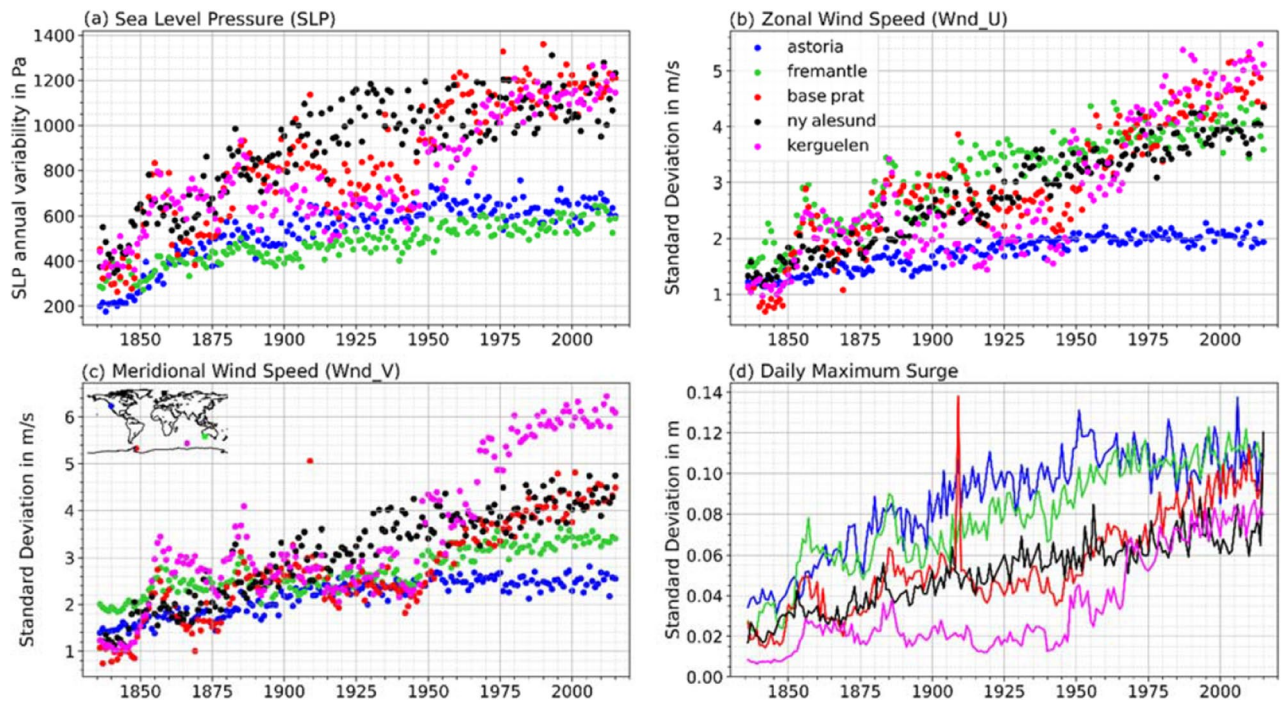 (a) Sea Level Pressure (SLP)
SLP annual variability in Pa
1400
1200
1000
800
600
400
200
1850 1875 1900 1925 1950 1975 2000
(b) Zonal Wind Speed (Wnd_U)
Standard Deviation in m/s
5
4
3
2
1
astoria
fremantle
base prat
ny alesund
kerguelen
1850 1875 1900 1925 1950 1975 2000
(c) Meridional Wind Speed (Wnd_V)
Standard Deviation in m/s
6
5
4
3
2
1
1850 1875 1900 1925 1950 1975 2000
(d) Daily Maximum Surge
Standard Deviation in m
0.14
0.12
0.10
0.08
0.06
0.04
0.02
0.00
1850 1875 1900 1925 1950 1975 2000